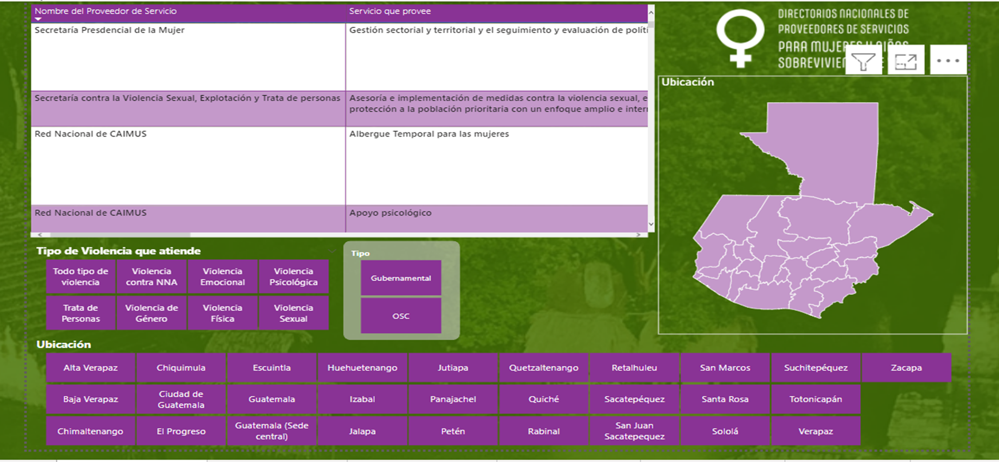 Nombre del Proveedor de Servicio
Servicio que provee
Secretaría Presdencial de la Mujer
Gestión sectorial y territorial y el seguimiento y evaluación de políti
Secretaría contra la Violencia Sexual, Explotación y Trata de personas
Asesoría e implementación de medidas contra la violencia sexual, e
protección a la población prioritaria con un enfoque amplio e inter
Red Nacional de CAIMUS
Albergue Temporal para las mujeres
Red Nacional de CAIMUS
Apoyo psicológico
DIRECTORIOS NACIONALES DE
PROVEEDORES DE SERVICIOS
PARA MUJERES Y NIÑAS
Ubicación
Tipo de Violencia que atiende
Todo tipo de
violencia
Violencia
contra NNA
Violencia
Emocional
Violencia
Psicológica
Trata de
Personas
Violencia de
Género
Violencia
Física
Violencia
Sexual
Tipo
Gubernamental
OSC
Ubicación
Alta Verapaz
Chiquimula
Escuintla
Huehuetenango
Jutiapa
Quetzaltenango
Retalhuleu
San Marcos
Suchitepéquez
Zacapa
Baja Verapaz
Ciudad de
Guatemala
Guatemala
Izabal
Panajachel
Quiché
Sacatepéquez
Santa Rosa
Totonicapán
Chimaltenango
El Progreso
Guatemala (Sede
central)
Jalapa
Petén
Rabinal
San Juan
Sacatepequez
Sololá
Verapaz